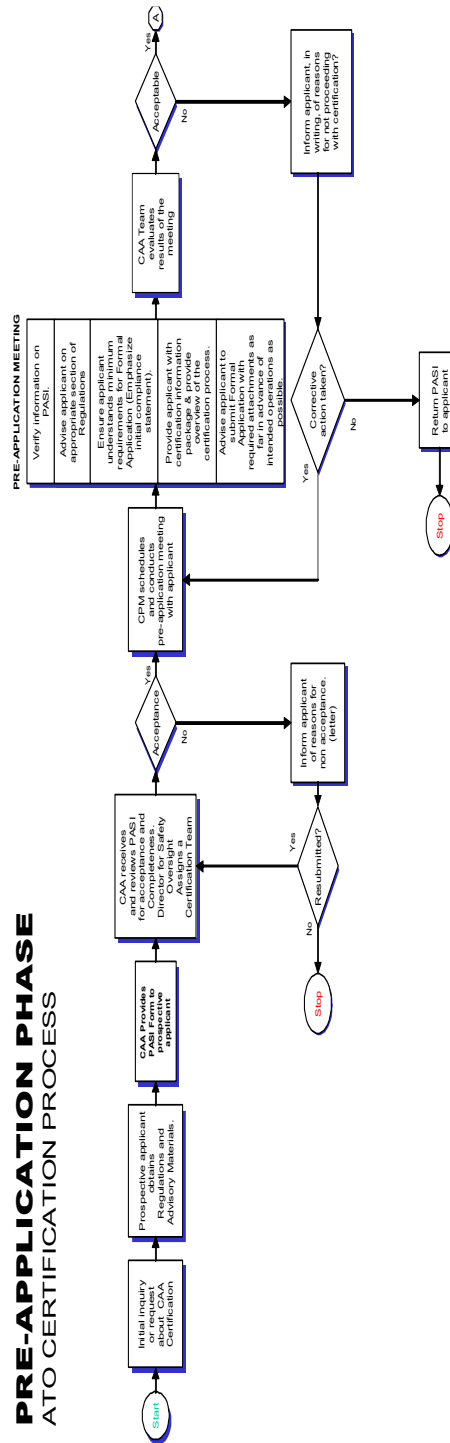 PRE-APPLICATION PHASE
ATO CERTIFICATION PROCESS
Start
Initial inquiry
or request
about CAA
Certification
Prospective applicant
obtains
Regulations and
Advisory Materials.
CAA Provides
PASI Form to
prospective
applicant
CAA receives
and reviews PASI
for acceptance and
Completeness.
Director for Safety
Oversight
Assigns a
Certification Team
Acceptance
Yes
No
Inform applicant
of reasons for
non acceptance.
(letter)
Resubmitted?
Yes
No
Stop
CPM schedules
and conducts
pre-application meeting
with applicant
PRE-APPLICATION MEETING
Verify information on
PASI.
Advise applicant on
appropriate section of
Regulations
Ensure applicant
understands minimum
requirements for Formal
Application (Emphasize
initial compliance
statement).
Provide applicant with
certification information
package & provide
overview of the
certification process.
Advise applicant to
submit Formal
Application with
required attachments as
far in advance of
intended operations as
possible.
CAA Team
evaluates
results of the
meeting
Acceptable
Yes
A
No
Inform applicant, in
writing, of reasons
for not proceeding
with certification?
Corrective
action taken?
Yes
No
Return PASI
to applicant
Stop